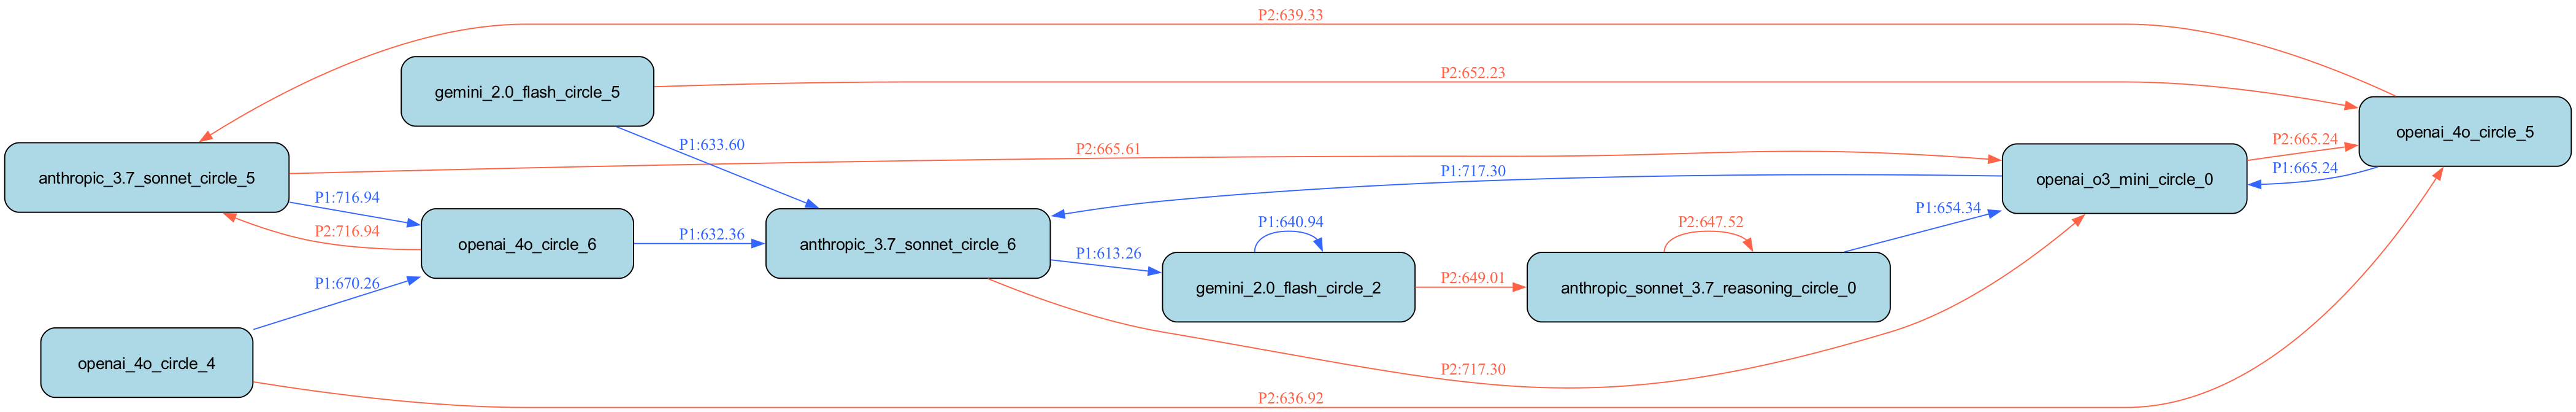 P2:639.33
gemini_2.0_flash_circle_5
P2:652.23
openai_4o_circle_5
P1:633.60
P2:665.61
P2:665.24
anthropic_3.7_sonnet_circle_5
P1:717.30
P1:665.24
openai_o3_mini_circle_0
P1:716.94
P2:716.94
openai_4o_circle_6
P1:632.36
anthropic_3.7_sonnet_circle_6
P1:640.94
P2:647.52
P1:654.34
P1:613.26
gemini_2.0_flash_circle_2
P2:649.01
anthropic_sonnet_3.7_reasoning_circle_0
P1:670.26
openai_4o_circle_4
P2:717.30
P2:636.92